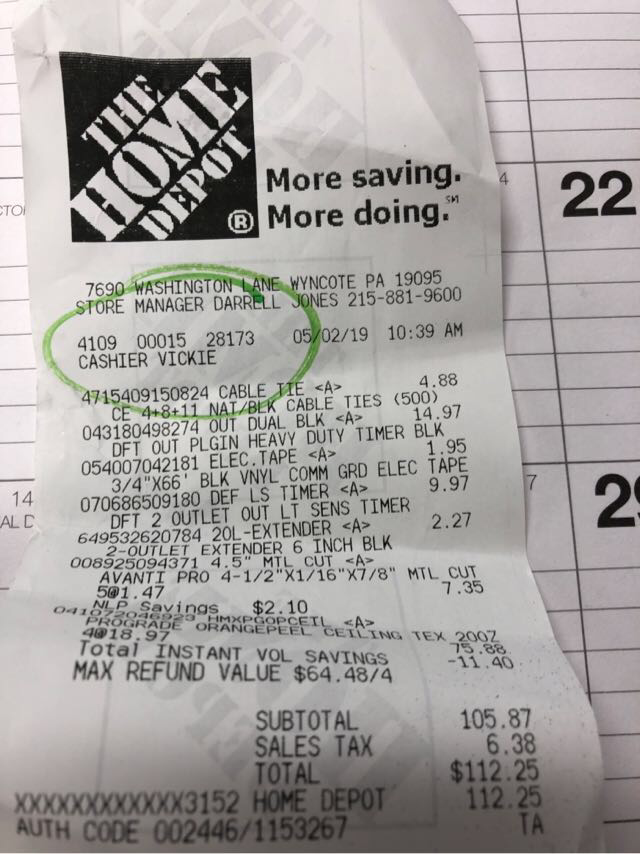 THE
HOME
DEPOT
®
More saving.
More doing.℠
7690 WASHINGTON LANE WYNCOTE PA 19095
STORE MANAGER DARRELL JONES 215-881-9600
4109 00015 28173 05/02/19 10:39 AM
CASHIER VICKIE
4715409150824 CABLE TIE <A> 4.88
CE 4+8+11 NAT/BLK CABLE TIES (500)
043180498274 OUT DUAL BLK <A> 14.97
DFT OUT PLGIN HEAVY DUTY TIMER BLK
054007042181 ELEC.TAPE <A> 1.95
3/4"X66' BLK VNYL COMM GRD ELEC TAPE
070686509180 DEF LS TIMER <A> 9.97
DFT 2 OUTLET OUT LT SENS TIMER
649532620784 2OL-EXTENDER <A> 2.27
2-OUTLET EXTENDER 6 INCH BLK
008925094371 4.5" MTL CUT <A>
AVANTI PRO 4-1/2"X1/16"X7/8" MTL CUT
5@1.47 7.35
NLP Savings $2.10
HMXPGOPCEIL <A>
PROGRADE ORANGEPEEL CEILING TEX 20OZ
4@18.97 75.88
Total INSTANT VOL SAVINGS -11.40
MAX REFUND VALUE $64.48/4
SUBTOTAL 105.87
SALES TAX 6.38
TOTAL $112.25
XXXXXXXXXXXX3152 HOME DEPOT 112.25
AUTH CODE 002446/1153267 TA
4
22
14
7